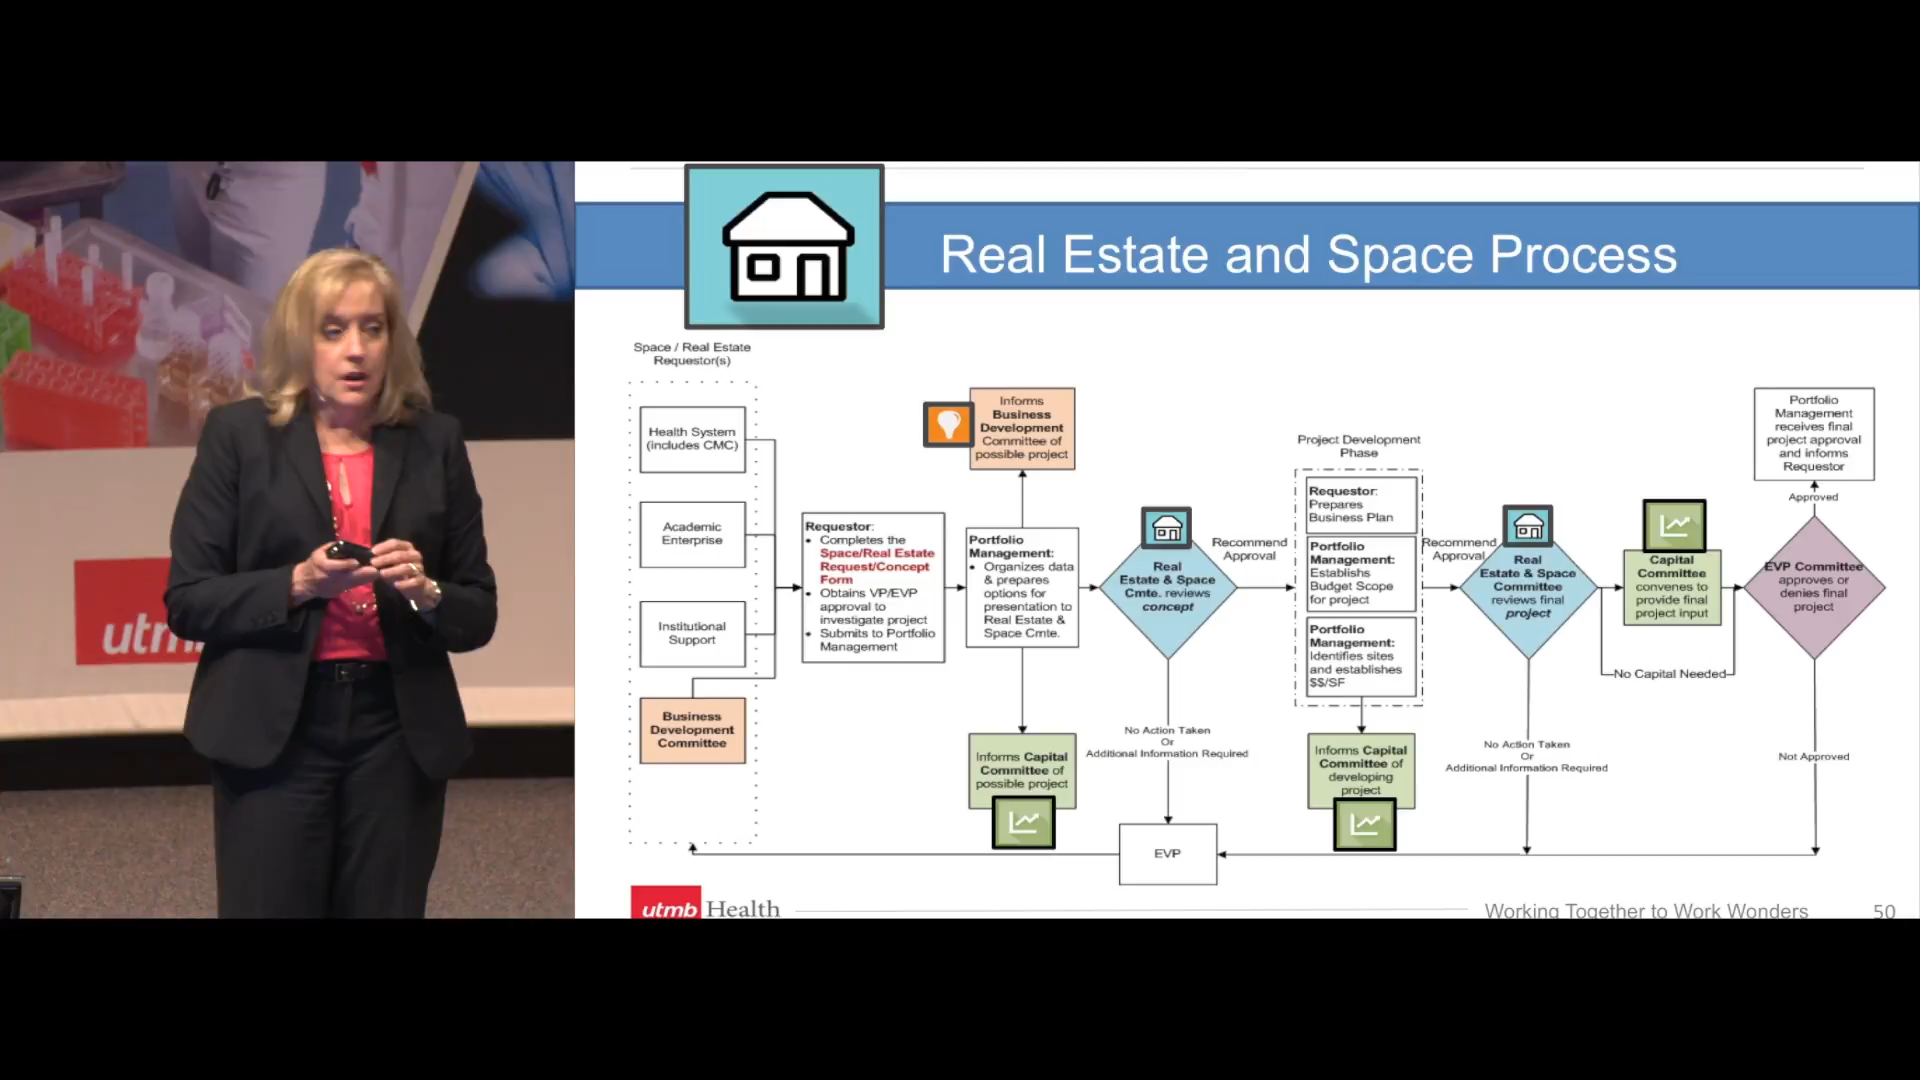 Real Estate and Space Process
Space / Real Estate
Requestor(s)
Health System
(includes CMC)
Academic
Enterprise
Institutional
Support
Business
Development
Committee
Requestor:
• Completes the
Space/Real Estate
Request/Concept
Form
• Obtains VP/EVP
approval to
investigate project
• Submits to Portfolio
Management
Informs
Business
Development
Committee of
possible project
Portfolio
Management:
• Organizes data
& prepares
options for
presentation to
Real Estate &
Space Cmte.
Informs Capital
Committee of
possible project
Real
Estate & Space
Cmte. reviews
concept
No Action Taken
Or
Additional Information Required
EVP
Recommend
Approval
Project Development
Phase
Requestor:
Prepares
Business Plan
Portfolio
Management:
Establishs
Budget Scope
for project
Portfolio
Management:
Identifies sites
and establishes
$$/SF
Informs Capital
Committee of
developing
project
Recommend
Approval
Real
Estate & Space
Committee
reviews final
project
No Action Taken
Or
Additional Information Required
Capital
Committee
convenes to
provide final
project input
No Capital Needed
EVP Committee
approves or
denies final
project
Approved
Portfolio
Management
receives final
project approval
and informs
Requestor
Not Approved
utmb Health
Working Together to Work Wonders
50